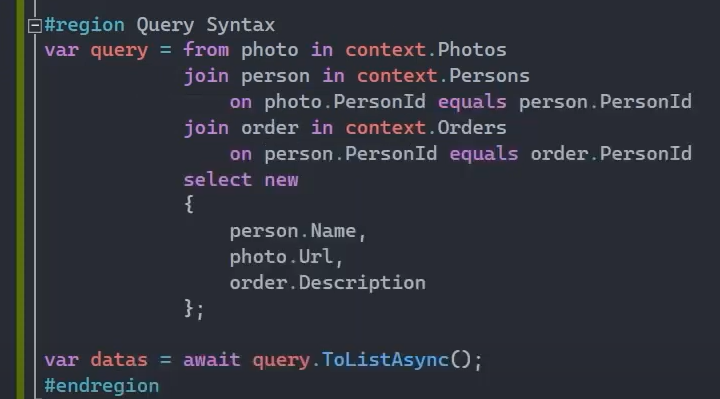 #region Query Syntax
var query = from photo in context.Photos
            join person in context.Persons
                on photo.PersonId equals person.PersonId
            join order in context.Orders
                on person.PersonId equals order.PersonId
            select new
            {
                person.Name,
                photo.Url,
                order.Description
            };

var datas = await query.ToListAsync();
#endregion